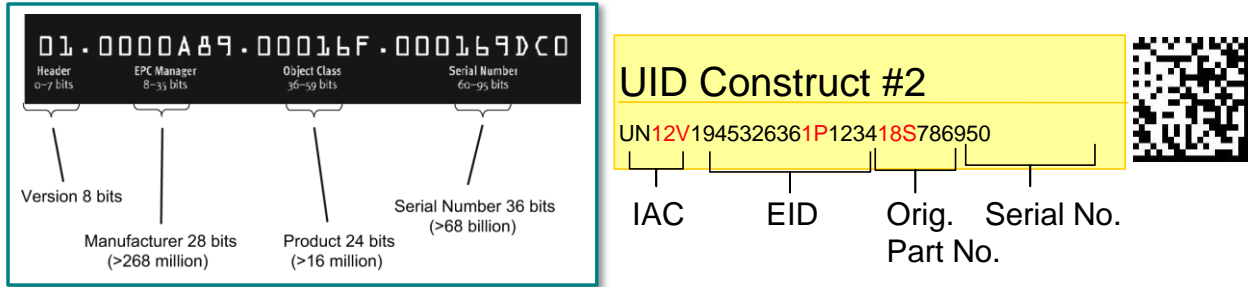 01.0000A89.00016F.000169DC0
Header EPC Manager Object Class Serial Number
0–7 bits 8–35 bits 36–59 bits 60–95 bits
Version 8 bits
Manufacturer 28 bits
(>268 million)
Product 24 bits
(>16 million)
Serial Number 36 bits
(>68 billion)
UID Construct #2
UN12V1945326361P123418S786950
IAC EID Orig. Part No. Serial No.